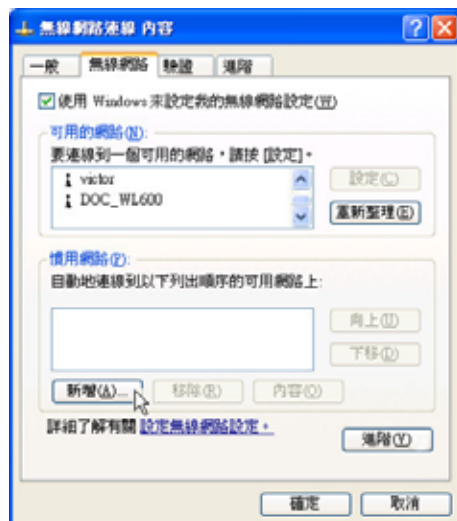 無線網路連線 內容
一般 無線網路 驗證 進階
使用 Windows 來設定我的無線網路設定(W)
可用的網路(N):
要連線到一個可用的網路，請按 [設定]。
victor
DOC_WL600
設定(C)
重新整理(E)
慣用網路(P):
自動地連線到以下列出順序的可用網路上:
向上(U)
下移(D)
新增(A)... 移除(R) 內容(O)
詳細了解有關 設定無線網路設定。
進階(V)
確定 取消